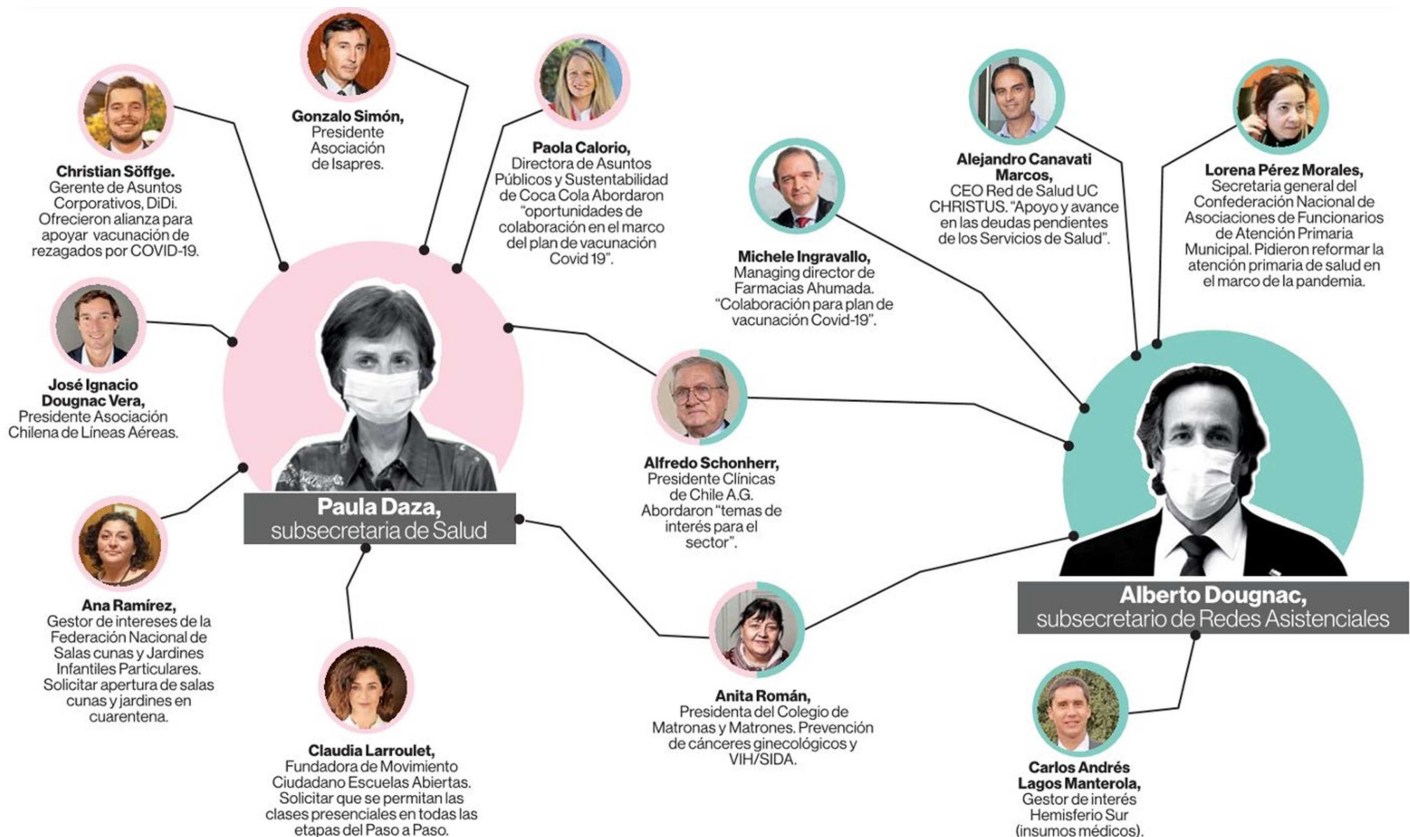 Christian Söffge.
Gerente de Asuntos
Corporativos, DiDi.
Ofrecieron alianza para
apoyar vacunación de
rezagados por COVID-19.
Gonzalo Simón,
Presidente
Asociación
de Isapres.
Paola Calorio,
Directora de Asuntos
Públicos y Sustentabilidad
de Coca Cola Abordaron
“oportunidades de
colaboración en el marco
del plan de vacunación
Covid 19”.
Michele Ingravallo,
Managing director de
Farmacias Ahumada.
“Colaboración para plan de
vacunación Covid-19”.
Alejandro Canavati
Marcos,
CEO Red de Salud UC
CHRISTUS. “Apoyo y avance
en las deudas pendientes
de los Servicios de Salud”.
Lorena Pérez Morales,
Secretaria general del
Confederación Nacional de
Asociaciones de Funcionarios
de Atención Primaria
Municipal. Pidieron reformar la
atención primaria de salud en
el marco de la pandemia.
José Ignacio
Dougnac Vera,
Presidente Asociación
Chilena de Líneas Aéreas.
Alfredo Schonherr,
Presidente Clínicas
de Chile A.G.
Abordaron “temas de
interés para el
sector”.
Paula Daza,
subsecretaria de Salud
Alberto Dougnac,
subsecretario de Redes Asistenciales
Ana Ramírez,
Gestor de intereses de la
Federación Nacional de
Salas cunas y Jardines
Infantiles Particulares.
Solicitar apertura de salas
cunas y jardines en
cuarentena.
Claudia Larroulet,
Fundadora de Movimiento
Ciudadano Escuelas Abiertas.
Solicitar que se permitan las
clases presenciales en todas las
etapas del Paso a Paso.
Anita Román,
Presidenta del Colegio de
Matronas y Matrones. Prevención
de cánceres ginecológicos y
VIH/SIDA.
Carlos Andrés
Lagos Manterola,
Gestor de interés
Hemisferio Sur
(insumos médicos).